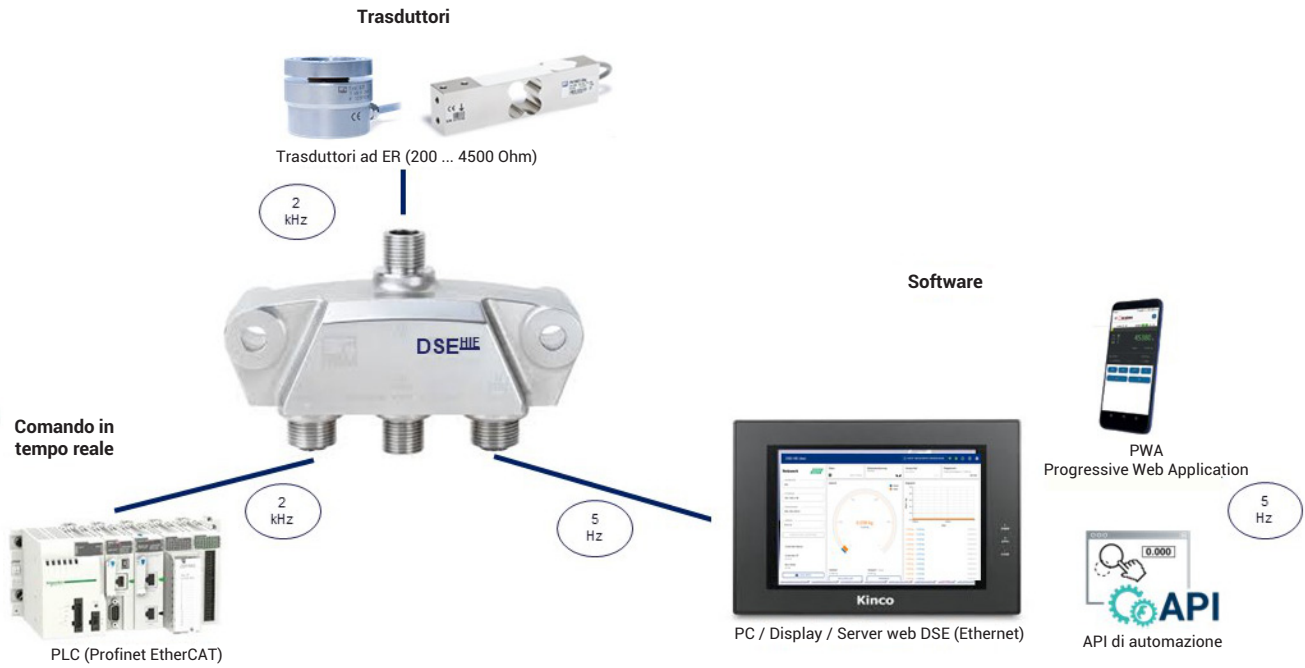 Trasduttori
Trasduttori ad ER (200 ... 4500 Ohm)
2
kHz
DSE HIE
Software
Comando in
tempo reale
2
kHz
5
Hz
PWA
Progressive Web Application
5
Hz
Kinco
0.000
API
PLC (Profinet EtherCAT)
PC / Display / Server web DSE (Ethernet)
API di automazione